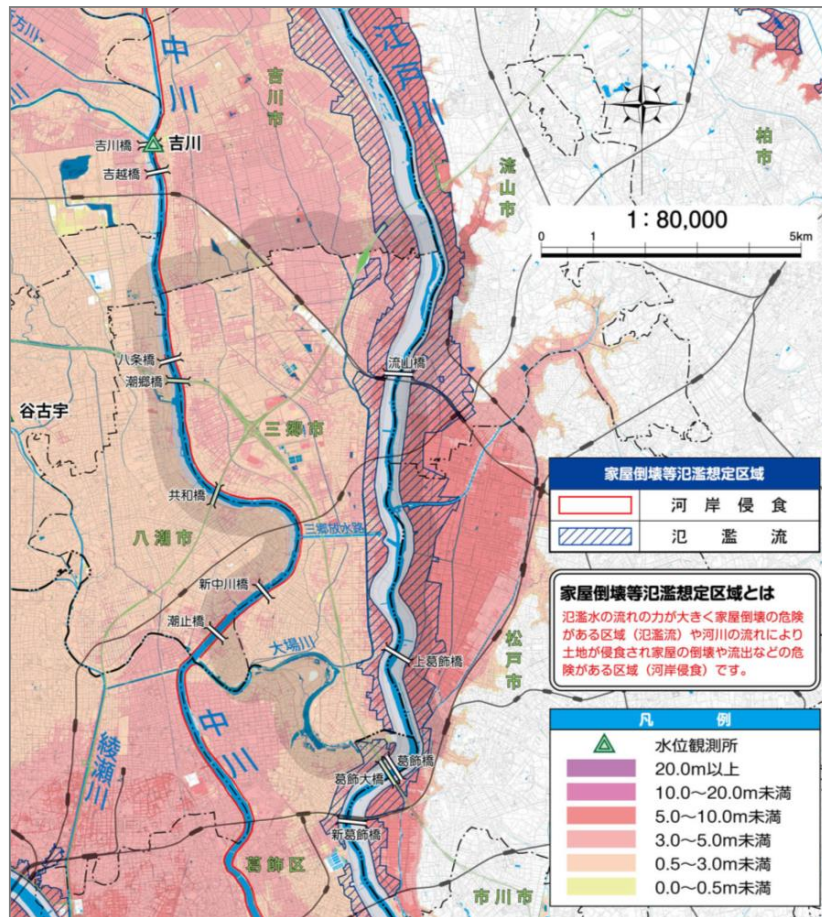 中川
江戸川
吉川市
柏市
流山市
吉川橋
吉川
吉越橋
1：80,000
0 1 5km
八条橋
潮郷橋
流山橋
谷古宇
三郷市
共和橋
八潮市
三郷放水路
新中川橋
潮止橋
大場川
上葛飾橋
松戸市
中川
綾瀬川
葛飾橋
葛飾大橋
新葛飾橋
葛飾区
市川市
家屋倒壊等氾濫想定区域
河岸侵食
氾濫流
家屋倒壊等氾濫想定区域とは
氾濫水の流れの力が大きく家屋倒壊の危険
がある区域（氾濫流）や河川の流れにより
土地が侵食され家屋の倒壊や流出などの危
険がある区域（河岸侵食）です。
凡例
水位観測所
20.0m以上
10.0～20.0m未満
5.0～10.0m未満
3.0～5.0m未満
0.5～3.0m未満
0.0～0.5m未満